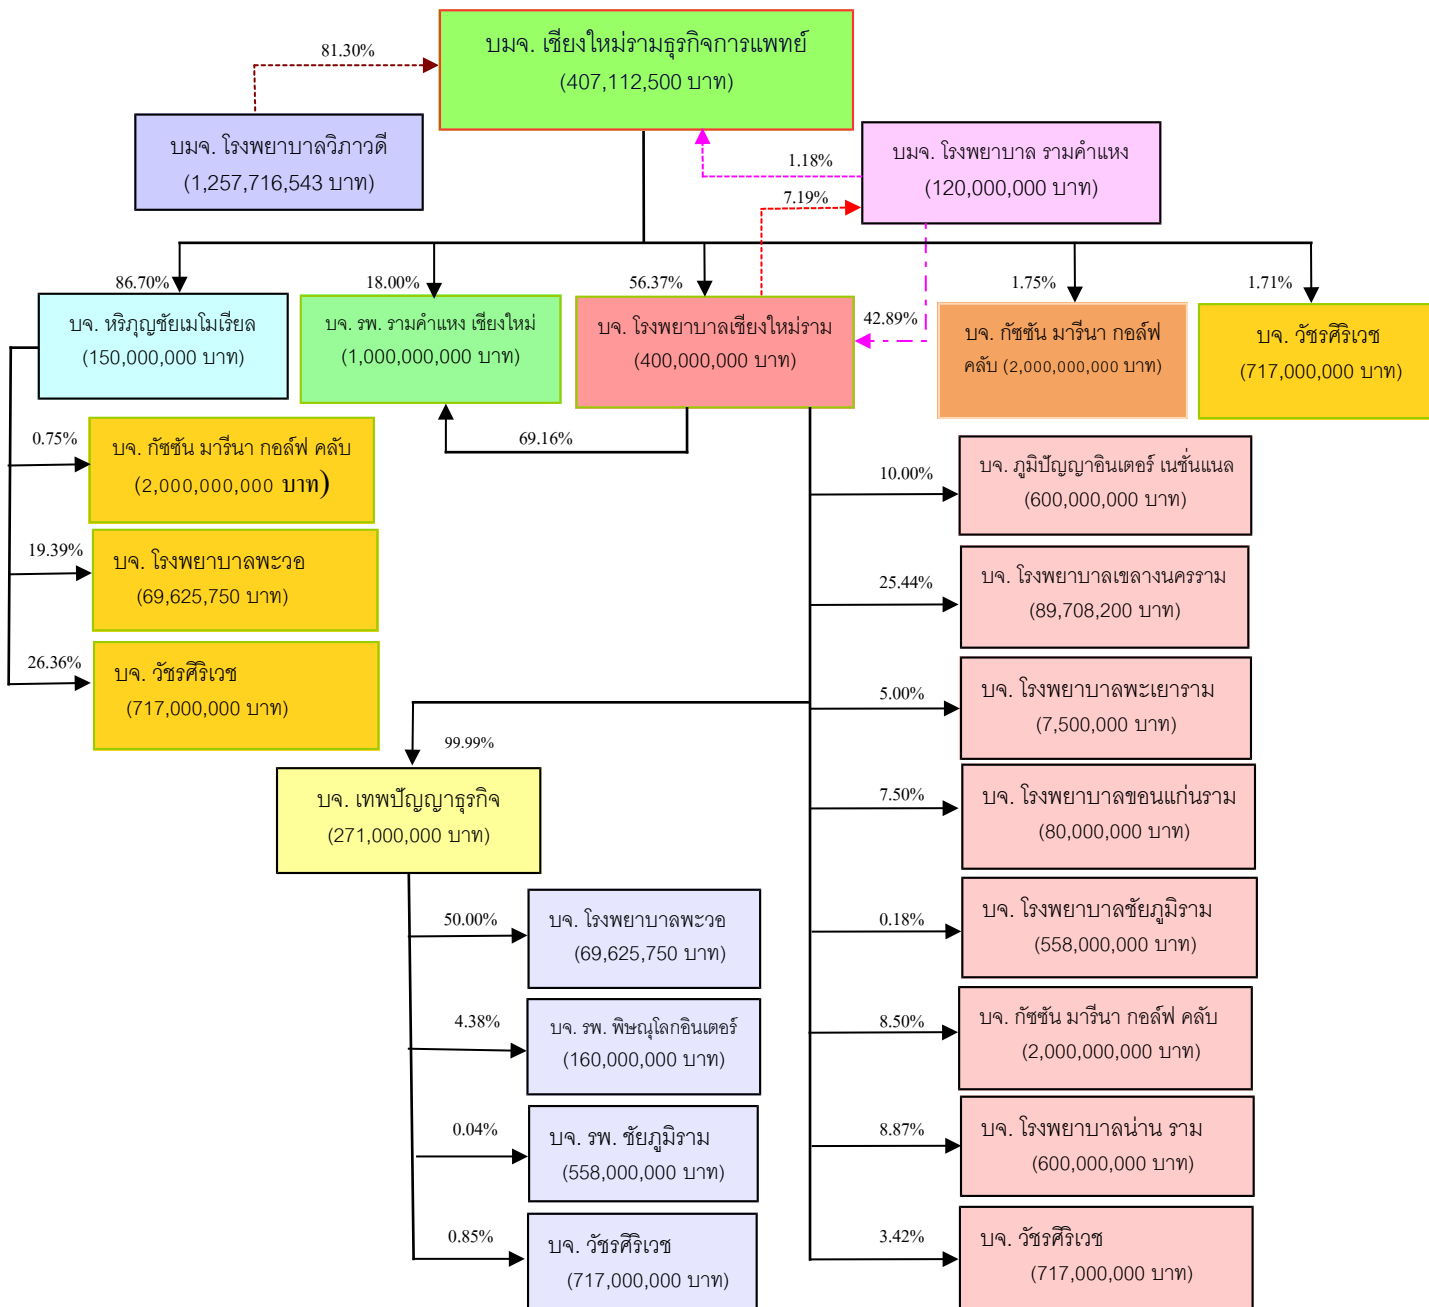 บมจ. เชียงใหม่รามธุรกิจการแพทย์
(407,112,500 บาท)
81.30%
บมจ. โรงพยาบาลวิภาวดี
(1,257,716,543 บาท)
บมจ. โรงพยาบาล รามคำแหง
(120,000,000 บาท)
1.18%
7.19%
86.70%
18.00%
56.37%
1.75%
1.71%
42.89%
บจ. หริภุญชัยเมโมเรียล
(150,000,000 บาท)
บจ. รพ. รามคำแหง เชียงใหม่
(1,000,000,000 บาท)
บจ. โรงพยาบาลเชียงใหม่ราม
(400,000,000 บาท)
บจ. กัซซัน มารีนา กอล์ฟ
คลับ (2,000,000,000 บาท)
บจ. วัชรศิริเวช
(717,000,000 บาท)
69.16%
0.75%
บจ. กัซซัน มารีนา กอล์ฟ คลับ
(2,000,000,000 บาท)
19.39%
บจ. โรงพยาบาลพะวอ
(69,625,750 บาท)
26.36%
บจ. วัชรศิริเวช
(717,000,000 บาท)
10.00%
บจ. ภูมิปัญญาอินเตอร์ เนชั่นแนล
(600,000,000 บาท)
25.44%
บจ. โรงพยาบาลเขลางนครราม
(89,708,200 บาท)
5.00%
บจ. โรงพยาบาลพะเยาราม
(7,500,000 บาท)
7.50%
บจ. โรงพยาบาลขอนแก่นราม
(80,000,000 บาท)
0.18%
บจ. โรงพยาบาลชัยภูมิราม
(558,000,000 บาท)
8.50%
บจ. กัซซัน มารีนา กอล์ฟ คลับ
(2,000,000,000 บาท)
8.87%
บจ. โรงพยาบาลน่าน ราม
(600,000,000 บาท)
3.42%
บจ. วัชรศิริเวช
(717,000,000 บาท)
99.99%
บจ. เทพปัญญาธุรกิจ
(271,000,000 บาท)
50.00%
บจ. โรงพยาบาลพะวอ
(69,625,750 บาท)
4.38%
บจ. รพ. พิษณุโลกอินเตอร์
(160,000,000 บาท)
0.04%
บจ. รพ. ชัยภูมิราม
(558,000,000 บาท)
0.85%
บจ. วัชรศิริเวช
(717,000,000 บาท)